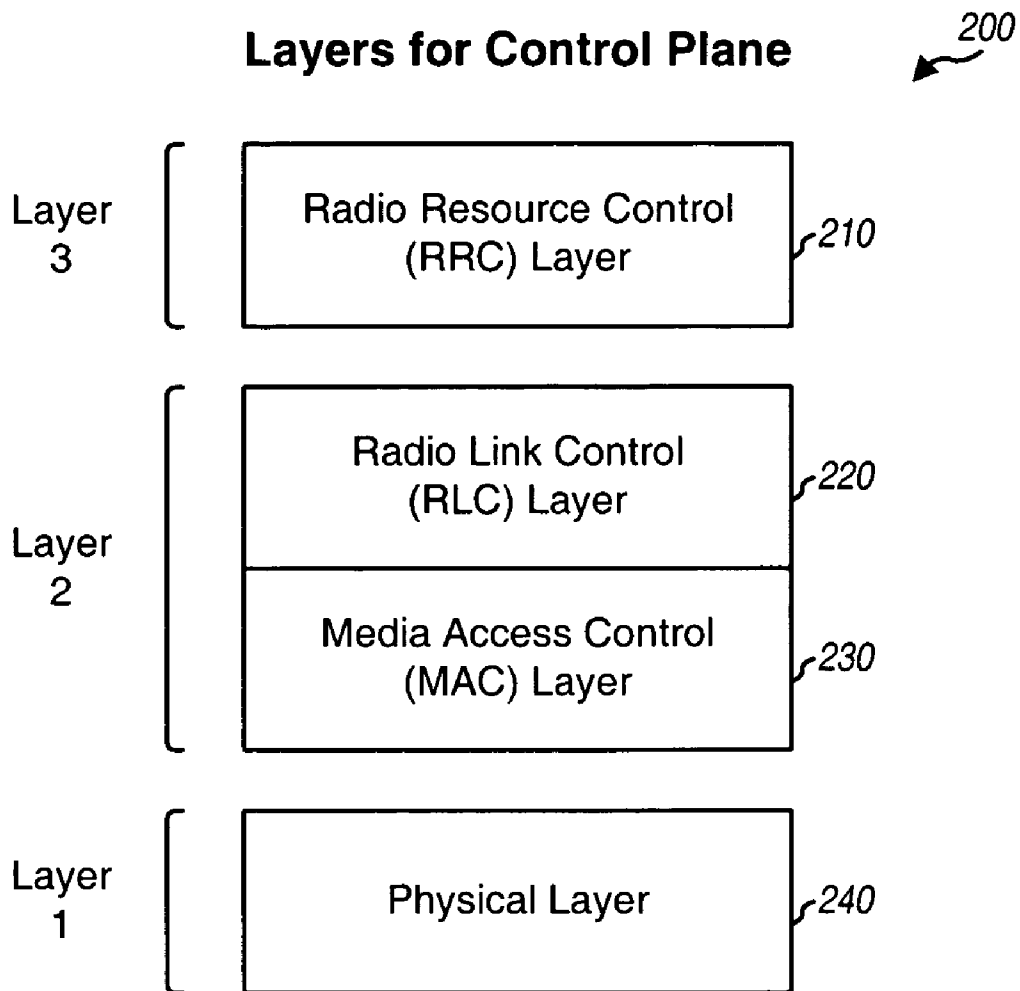 Layers for Control Plane
200
Layer
3
Radio Resource Control
(RRC) Layer
210
Layer
2
Radio Link Control
(RLC) Layer
220
Media Access Control
(MAC) Layer
230
Layer
1
Physical Layer
240